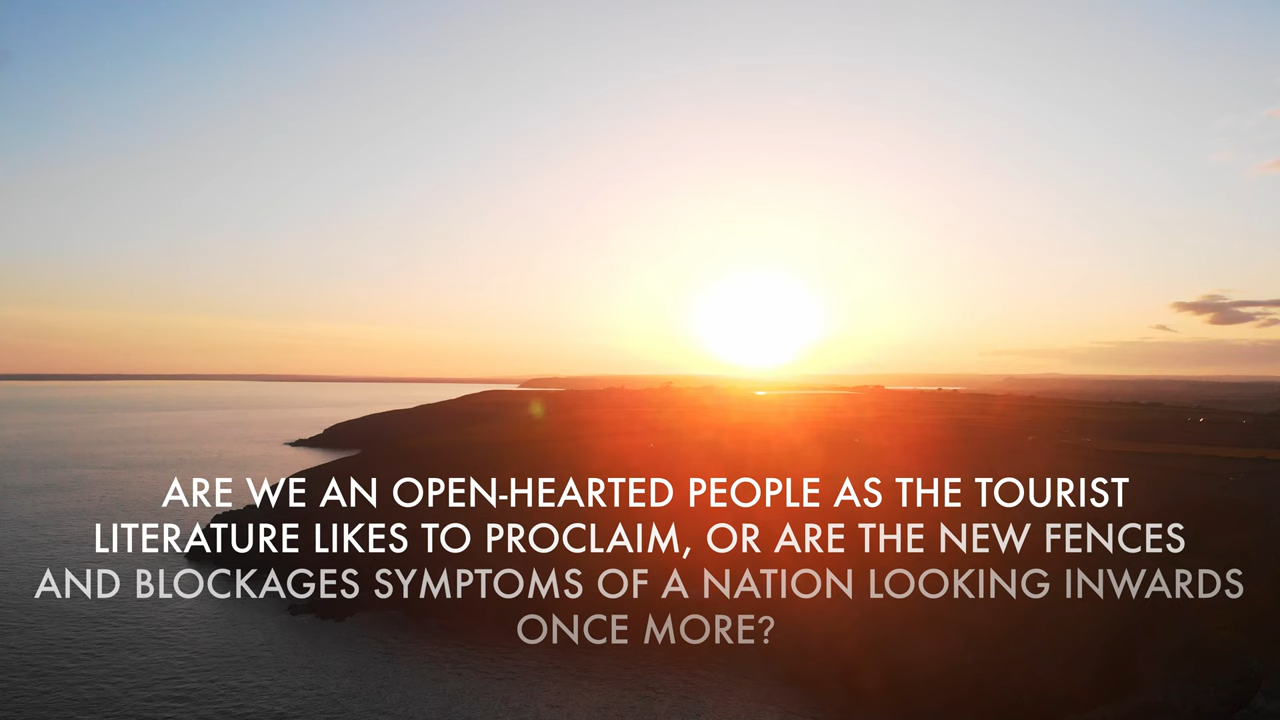 ARE WE AN OPEN-HEARTED PEOPLE AS THE TOURIST
LITERATURE LIKES TO PROCLAIM, OR ARE THE NEW FENCES
AND BLOCKAGES SYMPTOMS OF A NATION LOOKING INWARDS
ONCE MORE?